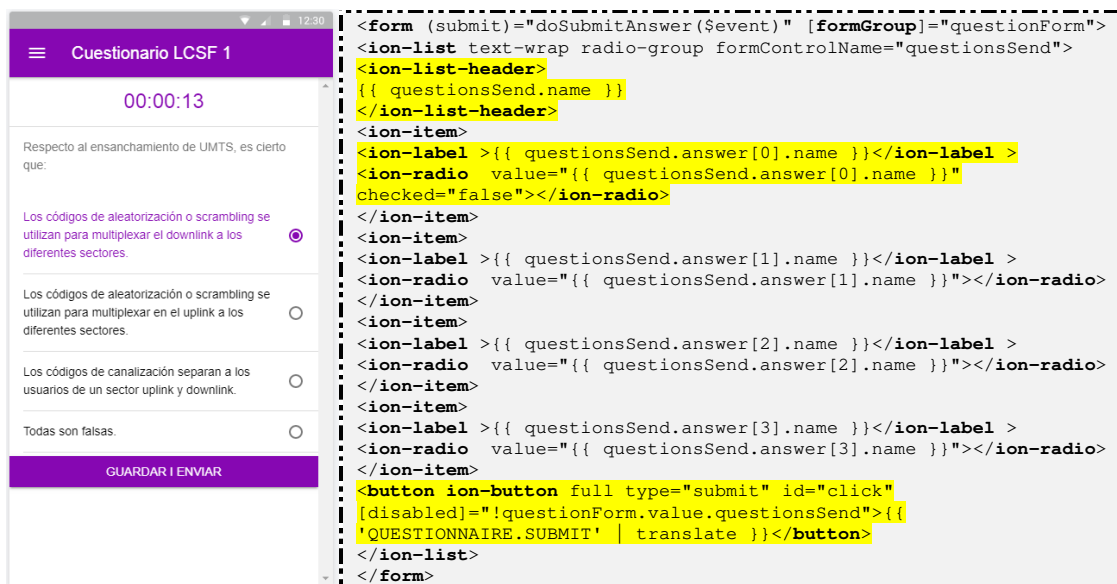 12:30
Cuestionario LCSF 1
00:00:13
Respecto al ensanchamiento de UMTS, es cierto
que:
Los códigos de aleatorización o scrambling se
utilizan para multiplexar el downlink a los
diferentes sectores.
Los códigos de aleatorización o scrambling se
utilizan para multiplexar en el uplink a los
diferentes sectores.
Los códigos de canalización separan a los
usuarios de un sector uplink y downlink.
Todas son falsas.
GUARDAR I ENVIAR
<form (submit)="doSubmitAnswer($event)" [formGroup]="questionForm">
<ion-list text-wrap radio-group formControlName="questionsSend">
<ion-list-header>
{{ questionsSend.name }}
</ion-list-header>
<ion-item>
<ion-label >{{ questionsSend.answer[0].name }}</ion-label >
<ion-radio  value="{{ questionsSend.answer[0].name }}"
checked="false"></ion-radio>
</ion-item>
<ion-item>
<ion-label >{{ questionsSend.answer[1].name }}</ion-label >
<ion-radio  value="{{ questionsSend.answer[1].name }}"></ion-radio>
</ion-item>
<ion-item>
<ion-label >{{ questionsSend.answer[2].name }}</ion-label >
<ion-radio  value="{{ questionsSend.answer[2].name }}"></ion-radio>
</ion-item>
<ion-item>
<ion-label >{{ questionsSend.answer[3].name }}</ion-label >
<ion-radio  value="{{ questionsSend.answer[3].name }}"></ion-radio>
</ion-item>
<button ion-button full type="submit" id="click"
[disabled]="!questionForm.value.questionsSend">{{
'QUESTIONNAIRE.SUBMIT' | translate }}</button>
</ion-list>
</form>